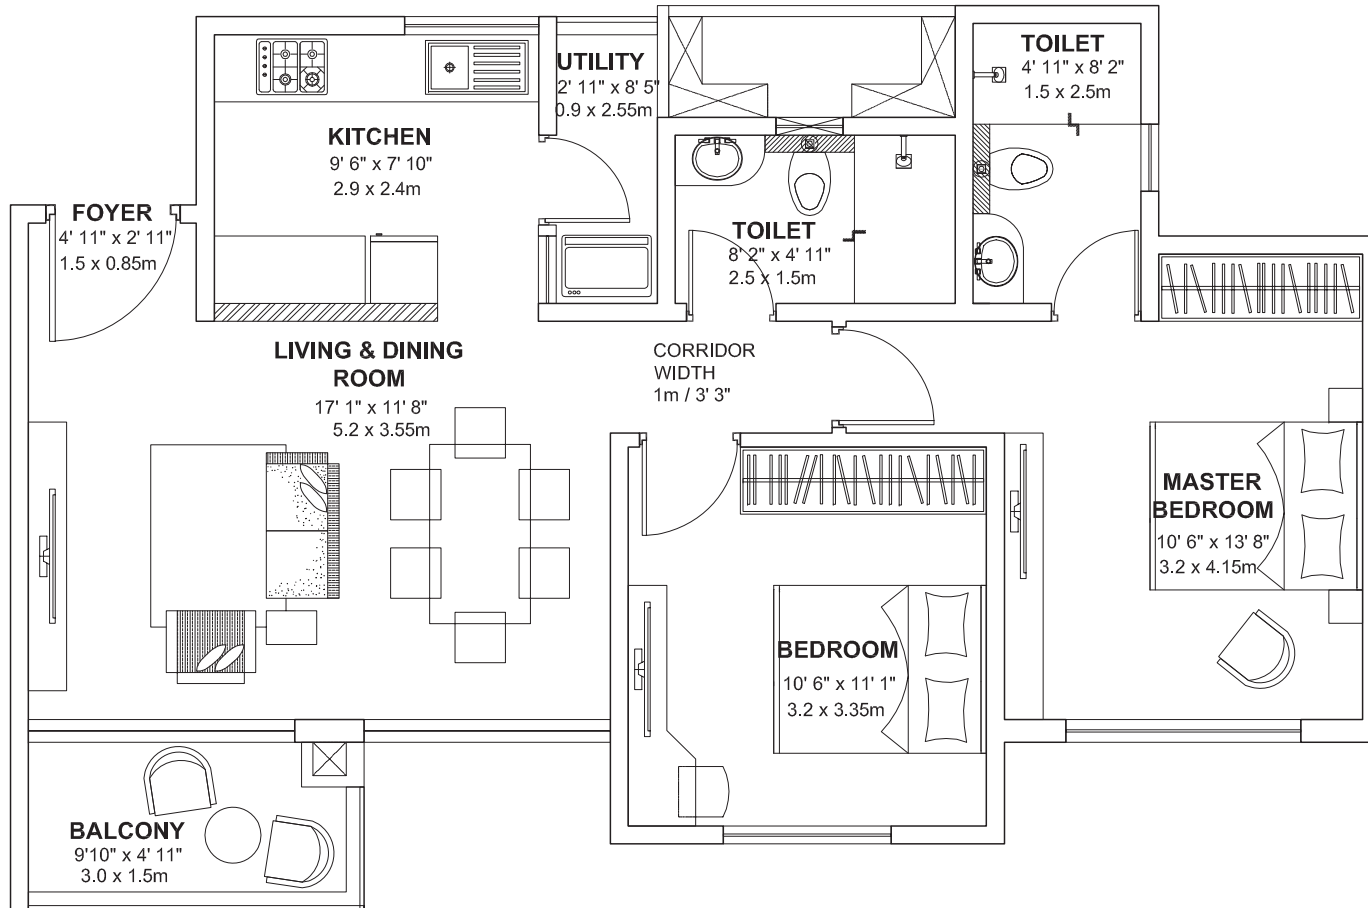 UTILITY
2' 11" x 8' 5"
0.9 x 2.55m
TOILET
4' 11" x 8' 2"
1.5 x 2.5m
KITCHEN
9' 6" x 7' 10"
2.9 x 2.4m
FOYER
4' 11" x 2' 11"
1.5 x 0.85m
TOILET
8' 2" x 4' 11"
2.5 x 1.5m
LIVING & DINING
ROOM
17' 1" x 11' 8"
5.2 x 3.55m
CORRIDOR
WIDTH
1m / 3' 3"
MASTER
BEDROOM
10' 6" x 13' 8"
3.2 x 4.15m
BEDROOM
10' 6" x 11' 1"
3.2 x 3.35m
BALCONY
9'10" x 4' 11"
3.0 x 1.5m